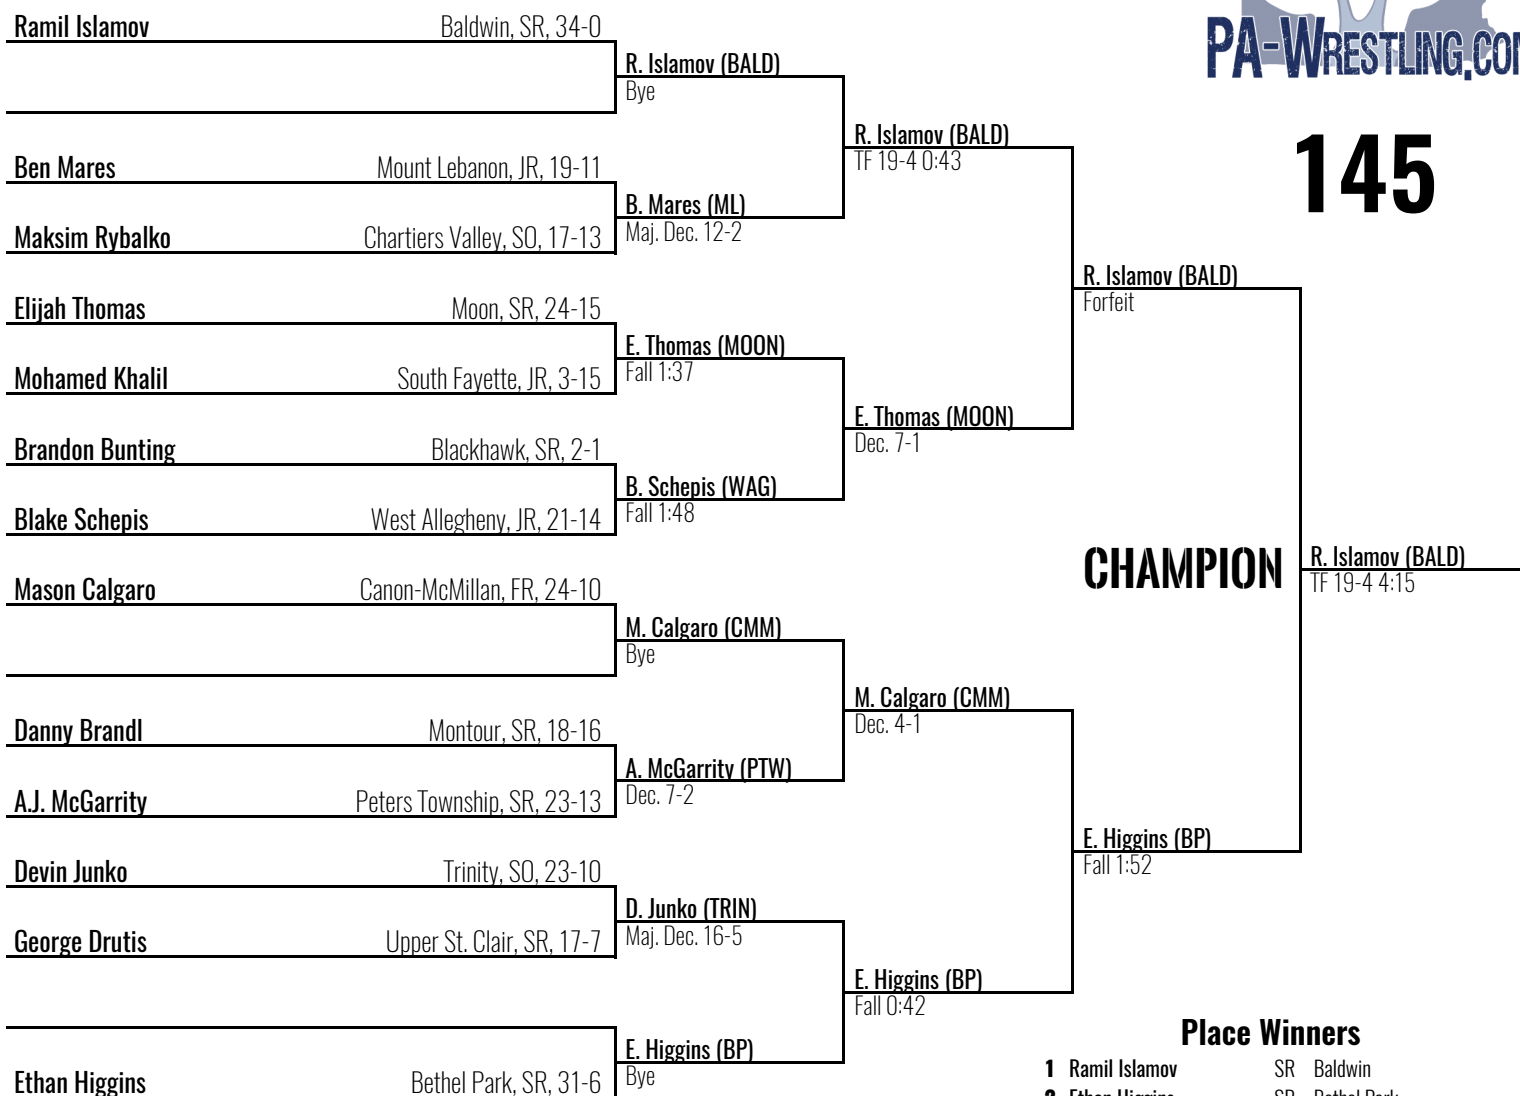 Ramil Islamov Baldwin, SR, 34-0
R. Islamov (BALD)
Bye
Ben Mares Mount Lebanon, JR, 19-11
Maksim Rybalko Chartiers Valley, SO, 17-13
B. Mares (ML)
Maj. Dec. 12-2
R. Islamov (BALD)
TF 19-4 0:43
Elijah Thomas Moon, SR, 24-15
Mohamed Khalil South Fayette, JR, 3-15
E. Thomas (MOON)
Fall 1:37
Brandon Bunting Blackhawk, SR, 2-1
Blake Schepis West Allegheny, JR, 21-14
B. Schepis (WAG)
Fall 1:48
E. Thomas (MOON)
Dec. 7-1
R. Islamov (BALD)
Forfeit
Mason Calgaro Canon-McMillan, FR, 24-10
M. Calgaro (CMM)
Bye
Danny Brandl Montour, SR, 18-16
A.J. McGarrity Peters Township, SR, 23-13
A. McGarrity (PTW)
Dec. 7-2
M. Calgaro (CMM)
Dec. 4-1
Devin Junko Trinity, SO, 23-10
George Drutis Upper St. Clair, SR, 17-7
D. Junko (TRIN)
Maj. Dec. 16-5
Ethan Higgins Bethel Park, SR, 31-6
E. Higgins (BP)
Bye
E. Higgins (BP)
Fall 0:42
E. Higgins (BP)
Fall 1:52
CHAMPION
R. Islamov (BALD)
TF 19-4 4:15
PA-WRESTLING.COM
145
Place Winners
1 Ramil Islamov SR Baldwin
2 Ethan Higgins SR Bethel Park